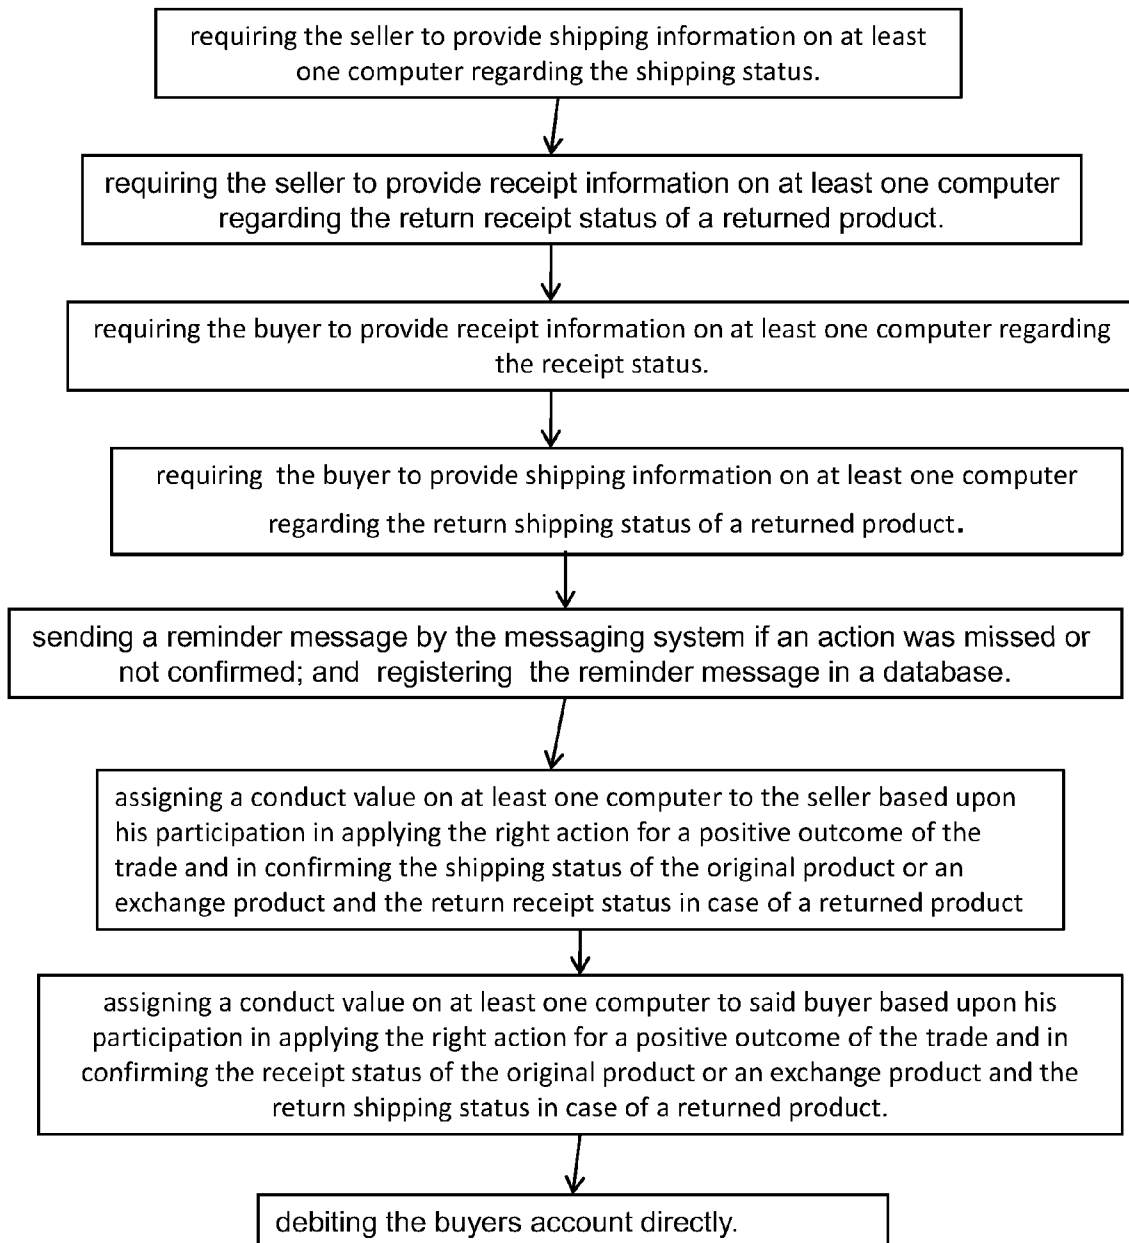 requiring the seller to provide shipping information on at least
one computer regarding the shipping status.
requiring the seller to provide receipt information on at least one computer
regarding the return receipt status of a returned product.
requiring the buyer to provide receipt information on at least one computer regarding
the receipt status.
requiring the buyer to provide shipping information on at least one computer
regarding the return shipping status of a returned product.
sending a reminder message by the messaging system if an action was missed or
not confirmed; and registering the reminder message in a database.
assigning a conduct value on at least one computer to the seller based upon
his participation in applying the right action for a positive outcome of the
trade and in confirming the shipping status of the original product or an
exchange product and the return receipt status in case of a returned product
assigning a conduct value on at least one computer to said buyer based upon his
participation in applying the right action for a positive outcome of the trade and in
confirming the receipt status of the original product or an exchange product and the
return shipping status in case of a returned product.
debiting the buyers account directly.